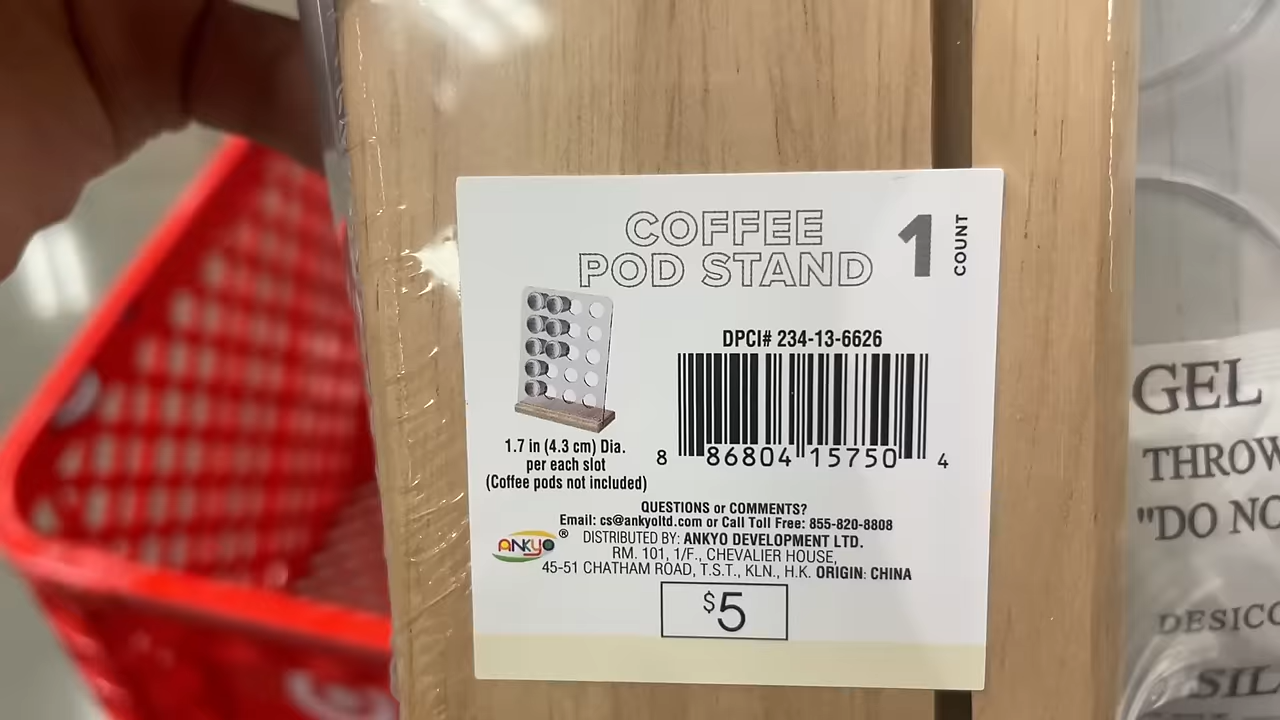 COFFEE
POD STAND
1
COUNT
DPCI# 234-13-6626
8 86804 15750 4
1.7 in (4.3 cm) Dia.
per each slot
(Coffee pods not included)
QUESTIONS or COMMENTS?
Email: cs@ankyoltd.com or Call Toll Free: 855-820-8808
ANKYO®
DISTRIBUTED BY: ANKYO DEVELOPMENT LTD.
RM. 101, 1/F., CHEVALIER HOUSE,
45-51 CHATHAM ROAD, T.S.T., KLN., H.K. ORIGIN: CHINA
$5
GEL
THROW
"DO NO
DESICC
SIL